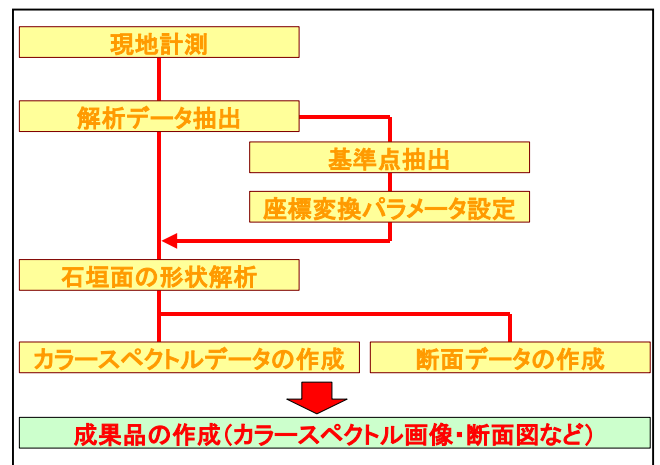 現地計測
解析データ抽出
基準点抽出
座標変換パラメータ設定
石垣面の形状解析
カラースペクトルデータの作成
断面データの作成
成果品の作成(カラースペクトル画像・断面図など)